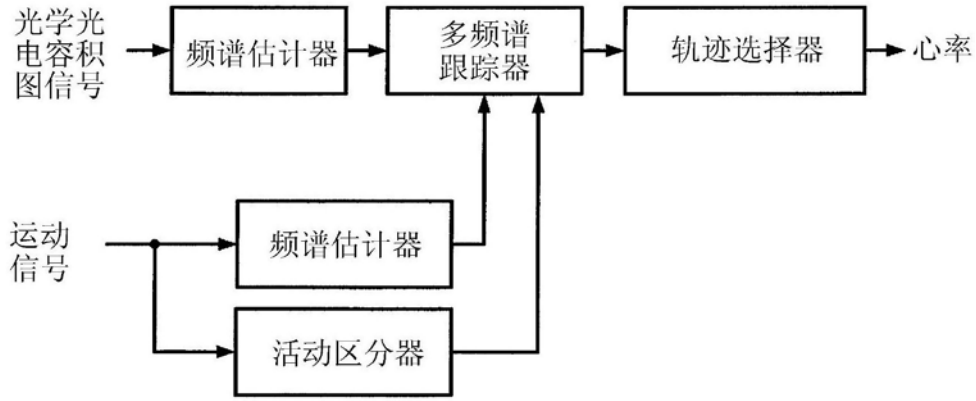 光学光
电容积
图信号
频谱估计器
多频谱
跟踪器
轨迹选择器
心率
运动
信号
频谱估计器
活动区分器